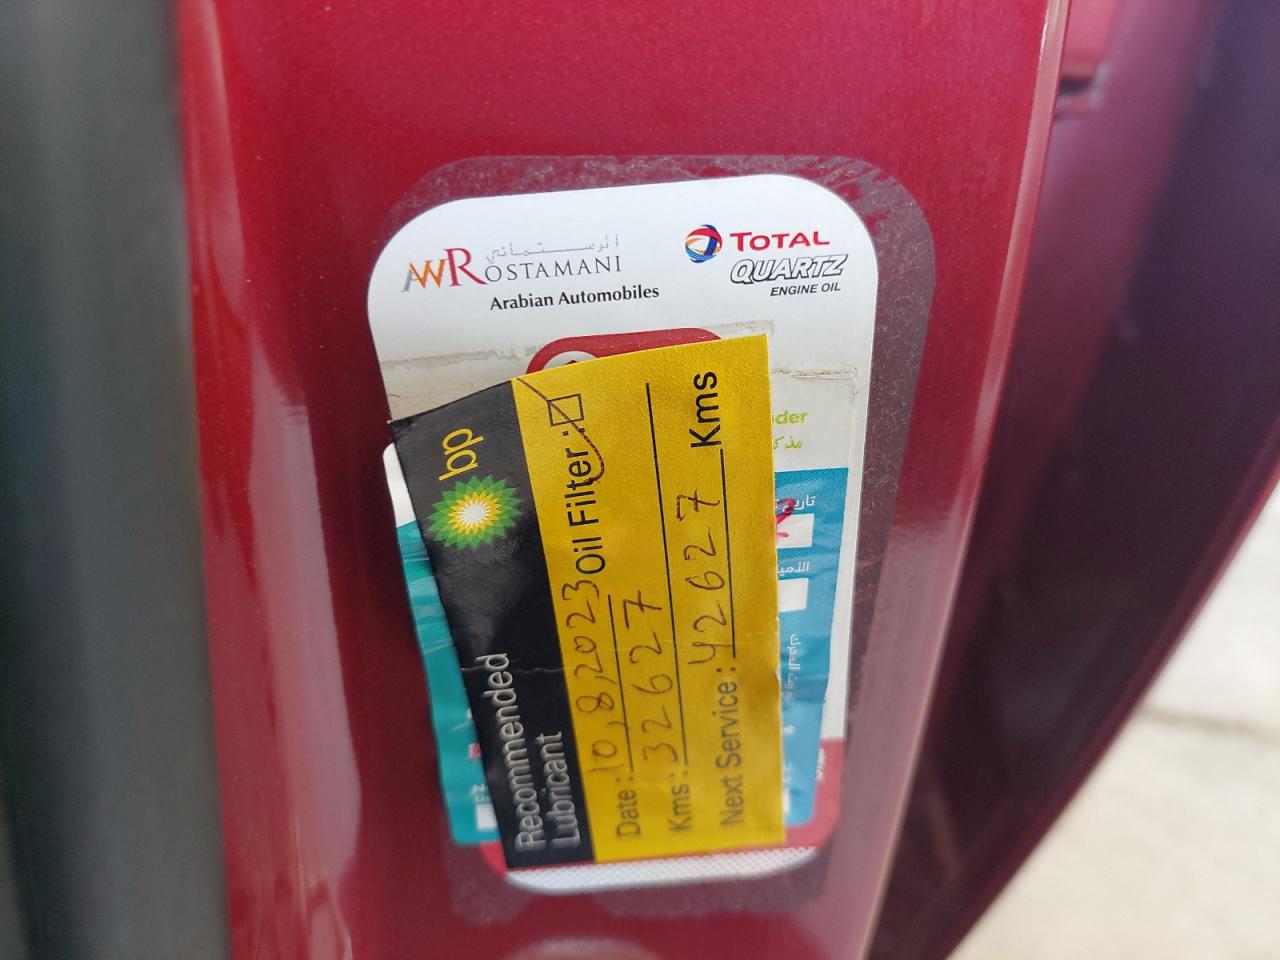 الرستماني
AWROSTAMANI
Arabian Automobiles
TOTAL
QUARTZ
ENGINE OIL
bp
Recommended
Lubricant
Date: 10,8,2023 Oil Filter:
Kms: 32627
Next Service: 42627 Kms